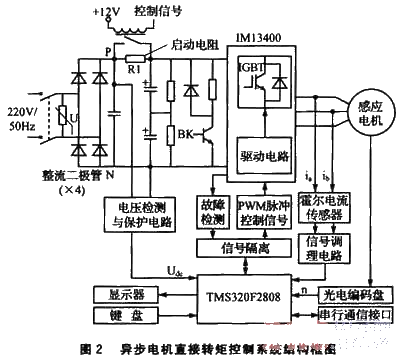 +12V 控制信号
P
R1
启动电阻
IM13400
IGBT
220V/
50Hz
U
BK
驱动电路
感应
电机
整流二极管 N
(×4)
电压检测
与保护电路
故障
检测
PWM脉冲
控制信号
ia
ib
霍尔电流
传感器
信号隔离
信号调
理电路
Udc
显示器
TMS320F2808
n
光电编码盘
键 盘
串行通信接口
图 2 异步电机直接转矩控制系统结构框图